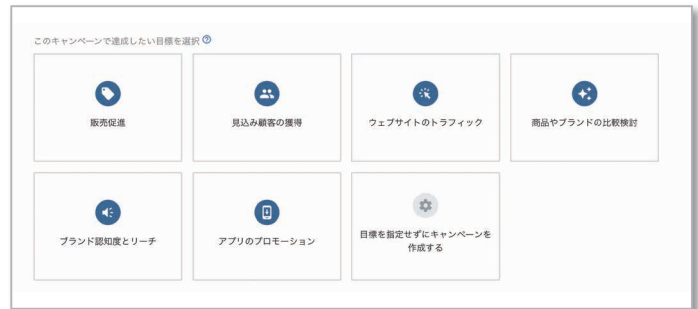 このキャンペーンで達成したい目標を選択
販売促進
見込み顧客の獲得
ウェブサイトのトラフィック
商品やブランドの比較検討
ブランド認知度とリーチ
アプリのプロモーション
目標を指定せずにキャンペーンを
作成する